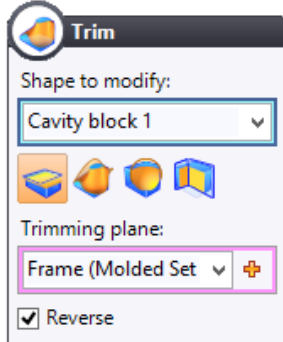 Trim
Shape to modify:
Cavity block 1
Trimming plane:
Frame (Molded Set
Reverse